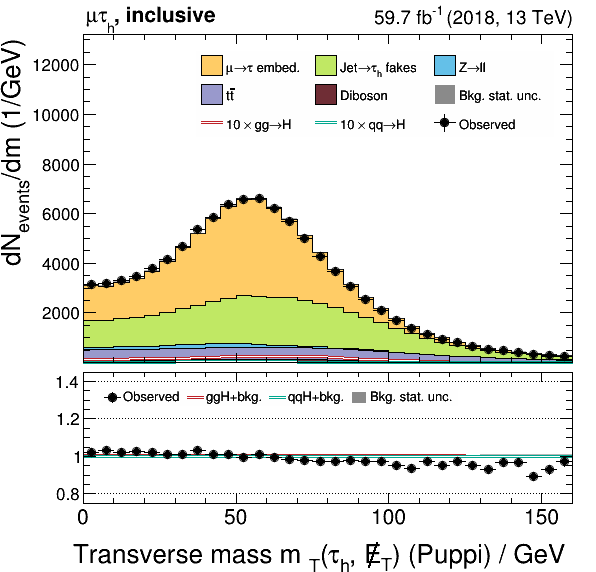 μτh, inclusive 59.7 fb-1 (2018, 13 TeV)
dNevents/dm (1/GeV)
12000
10000
8000
6000
4000
2000
μ→τ embed. Jet→τh fakes Z→ll
tt̅ Diboson Bkg. stat. unc.
10 × gg→H 10 × qq→H Observed
1.4
1.2
1
0.8
Observed ggH+bkg. qqH+bkg. Bkg. stat. unc.
0 50 100 150
Transverse mass m T(τh, E̸T) (Puppi) / GeV